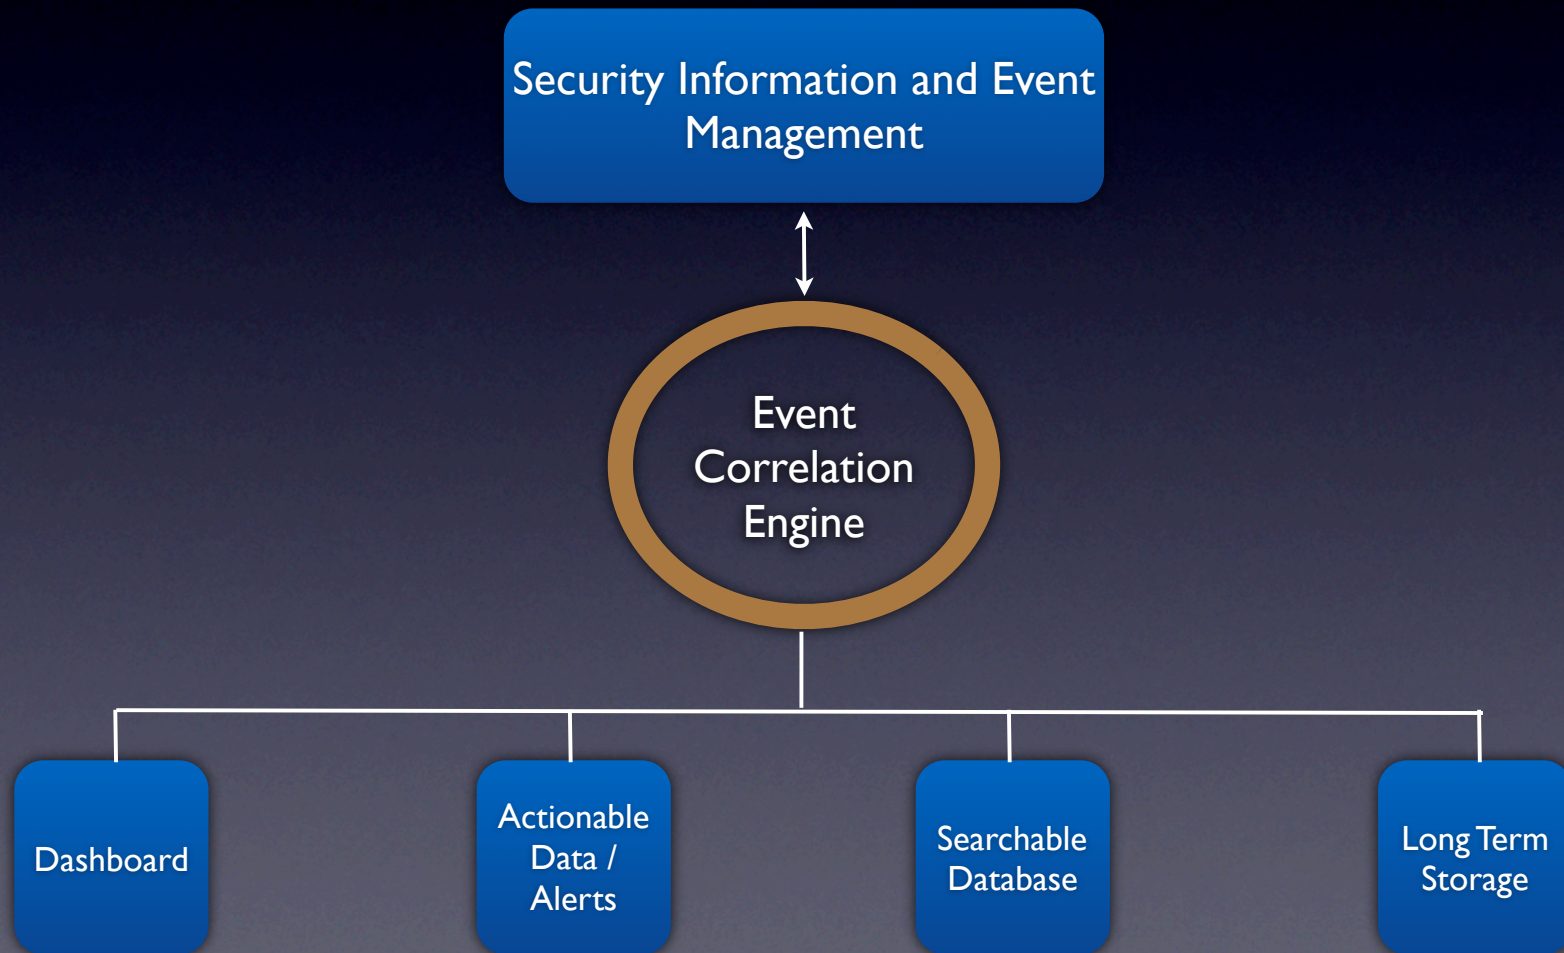 Security Information and Event
Management
Event
Correlation
Engine
Dashboard
Actionable
Data /
Alerts
Searchable
Database
Long Term
Storage